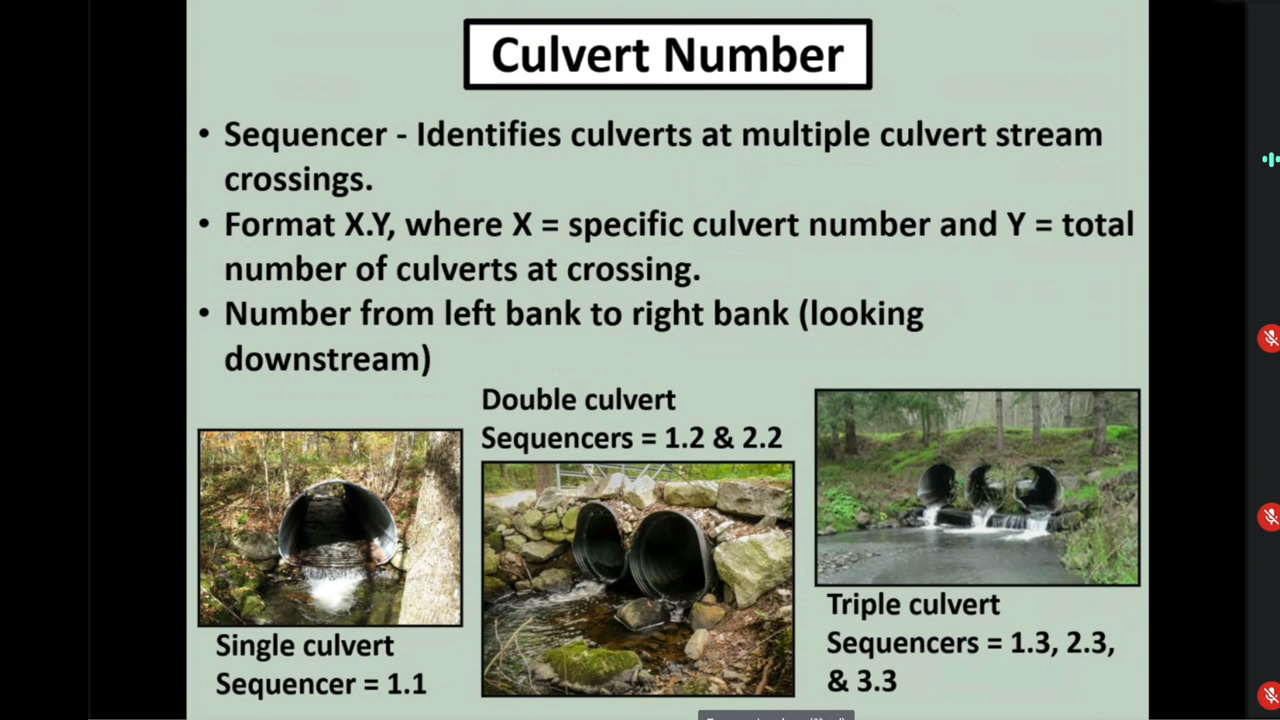 Culvert Number
• Sequencer - Identifies culverts at multiple culvert stream
crossings.
• Format X.Y, where X = specific culvert number and Y = total
number of culverts at crossing.
• Number from left bank to right bank (looking
downstream)
Double culvert
Sequencers = 1.2 & 2.2
Single culvert
Sequencer = 1.1
Triple culvert
Sequencers = 1.3, 2.3,
& 3.3